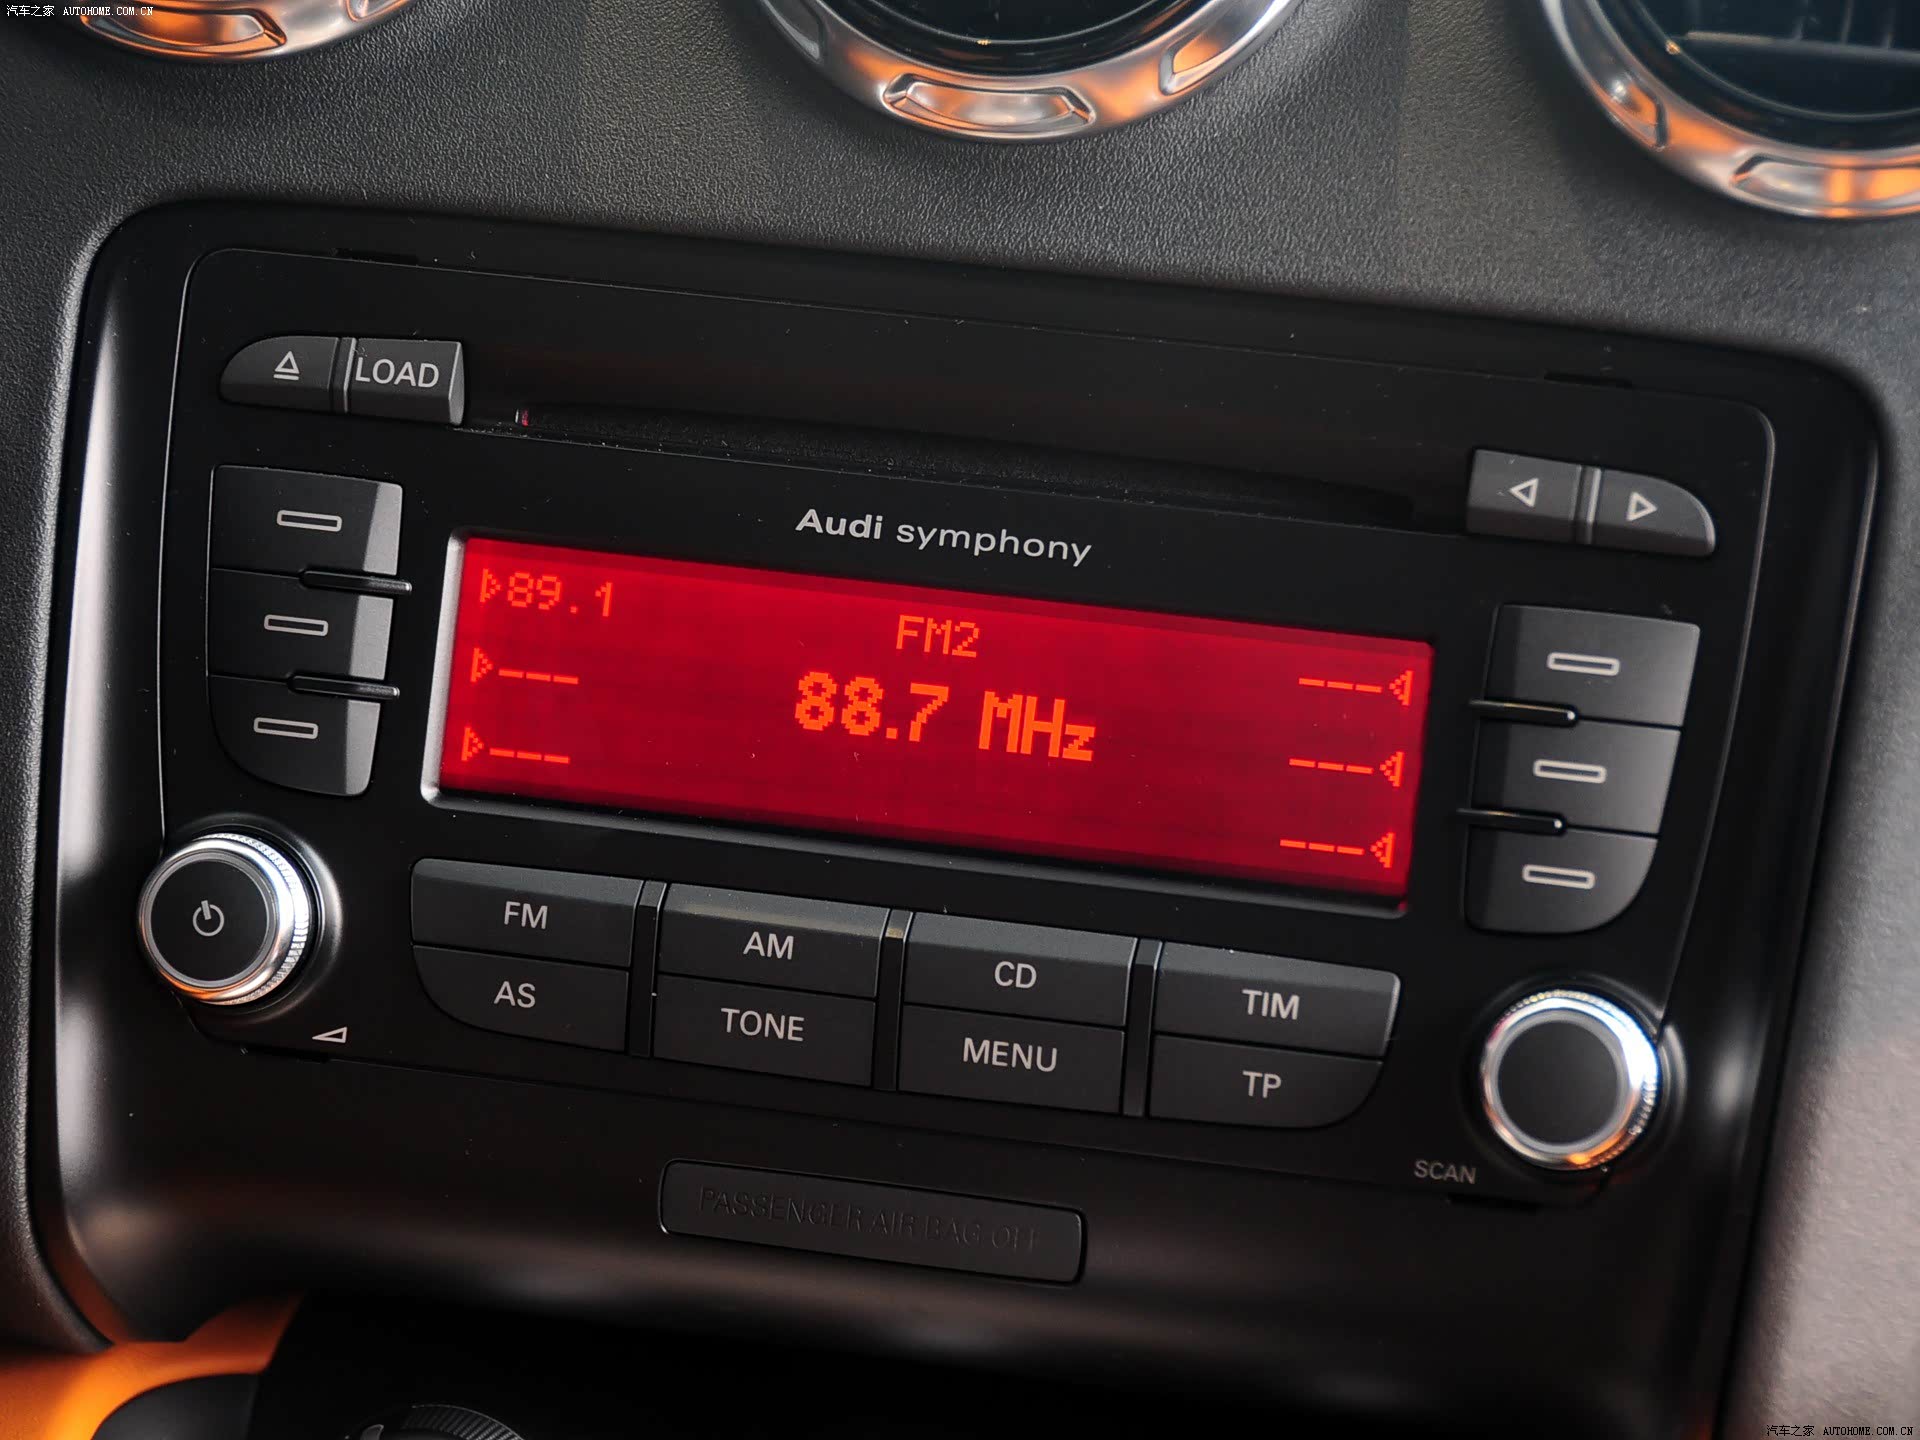 汽车之家 AUTOHOME.COM.CN
LOAD
Audi symphony
89.1
FM2
---
---
88.7 MHz
---
---
---
FM
AM
CD
TIM
AS
TONE
MENU
TP
SCAN
PASSENGER AIR BAG OFF
汽车之家 AUTOHOME.COM.CN